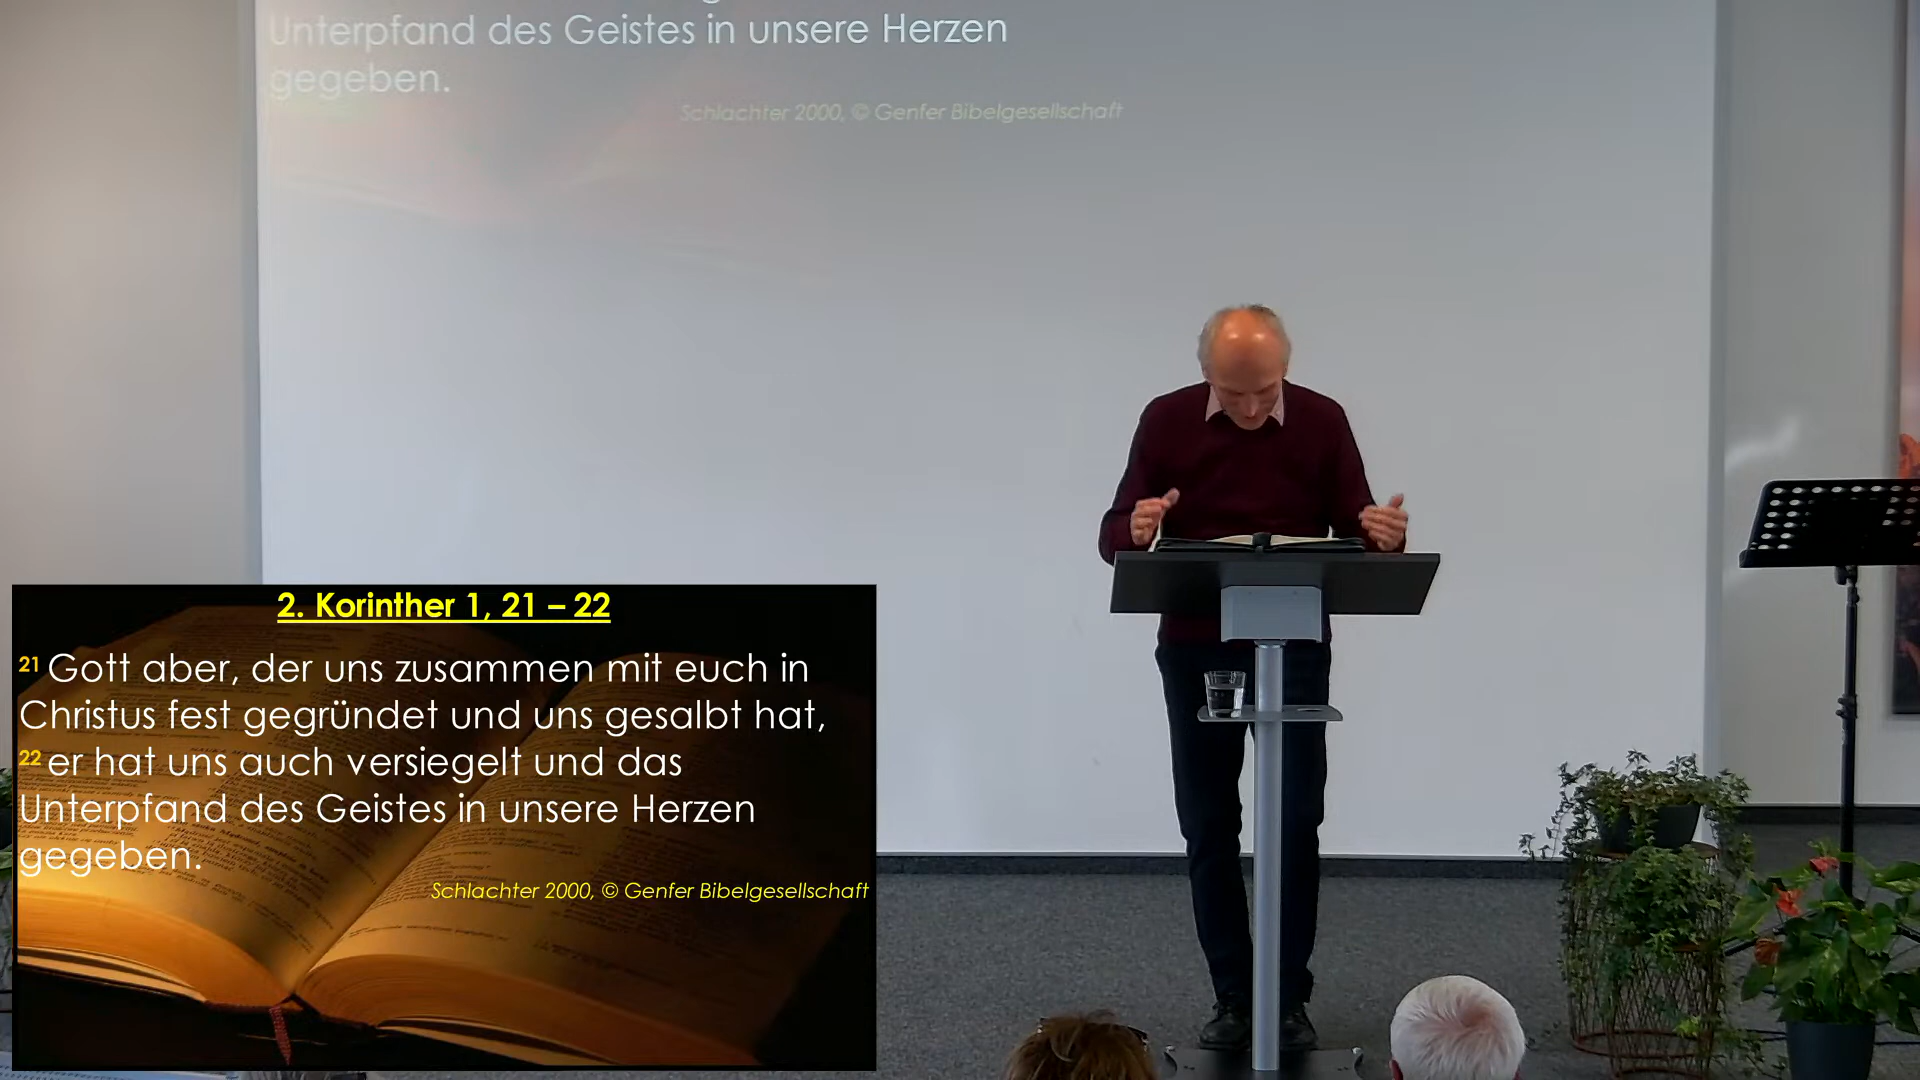 Unterpfand des Geistes in unsere Herzen
gegeben.
Schlachter 2000, © Genfer Bibelgesellschaft
2. Korinther 1, 21 – 22
21 Gott aber, der uns zusammen mit euch in
Christus fest gegründet und uns gesalbt hat,
22 er hat uns auch versiegelt und das
Unterpfand des Geistes in unsere Herzen
gegeben.
Schlachter 2000, © Genfer Bibelgesellschaft